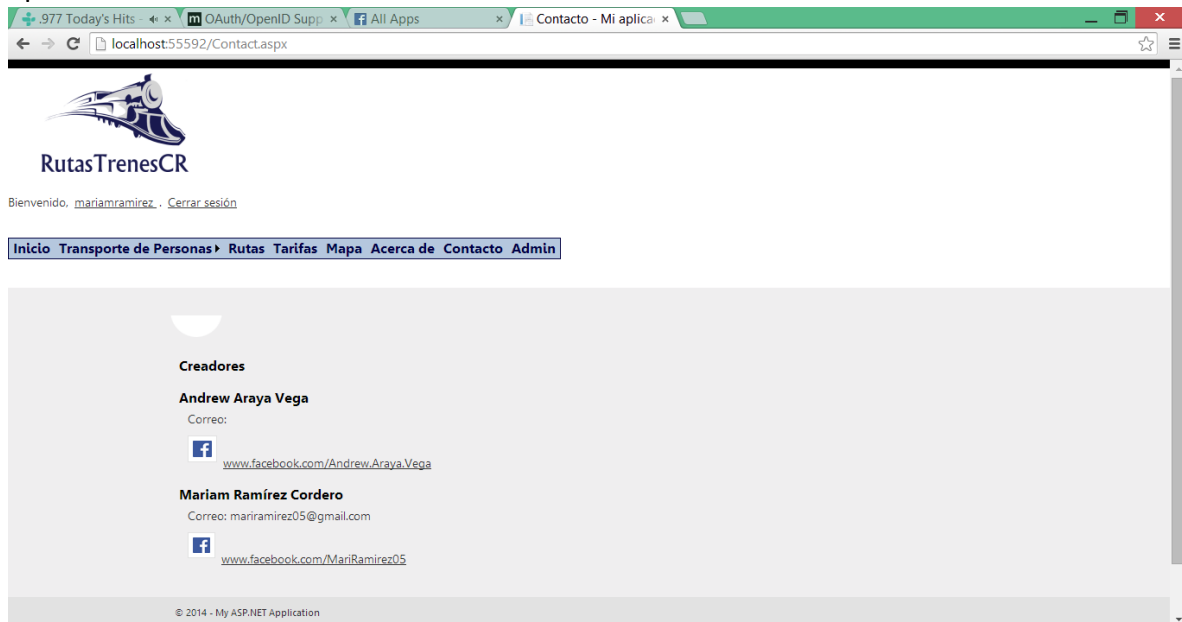 .977 Today's Hits -
OAuth/OpenID Supp
All Apps
Contacto - Mi aplica
localhost:55592/Contact.aspx
RutasTrenesCR
Bienvenido, mariamramirez . Cerrar sesión
Inicio Transporte de Personas Rutas Tarifas Mapa Acerca de Contacto Admin
Creadores
Andrew Araya Vega
Correo:
www.facebook.com/Andrew.Araya.Vega
Mariam Ramírez Cordero
Correo: mariramirez05@gmail.com
www.facebook.com/MariRamirez05
© 2014 - My ASP.NET Application